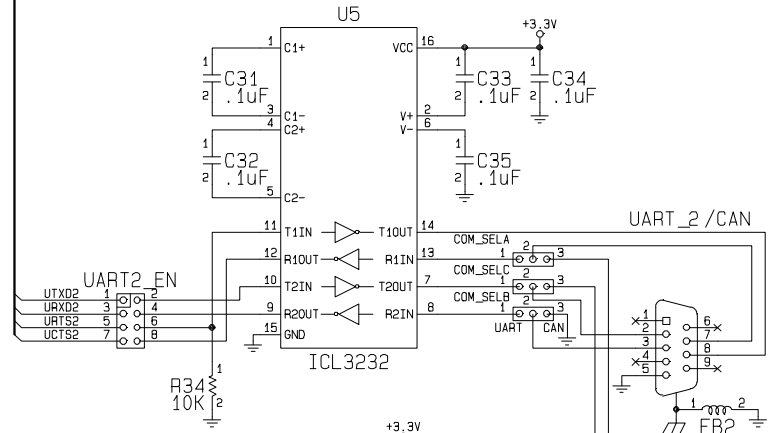 U5
+3.3V
1 C1+ VCC 16
1 C31 .1uF 2
1 C33 .1uF 2
1 C34 .1uF 2
3 C1- V+ 2
4 C2+ V- 6
1 C32 .1uF 2
1 C35 .1uF 2
5 C2-
UART_2/CAN
11 T1IN T1OUT 14
COM_SELA
12 R1OUT R1IN 13 1 2 3
COM_SELC
UART2_EN
10 T2IN T2OUT 7 1 2 3
COM_SELB
UTXD2 1 2
URXD2 3 4
9 R2OUT R2IN 8 1 2 3
URTS2 5 6
UCTS2 7 8
15 GND
UART CAN
ICL3232
1 6
2 7
3 8
4 9
5
R34
10K
1
2
1 2
FB2
+3.3V